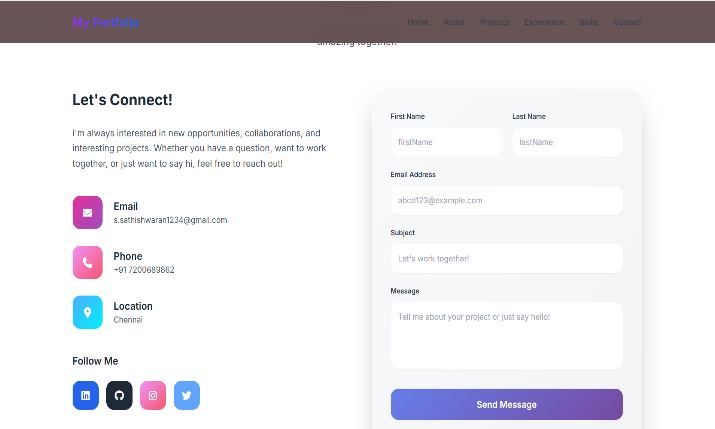 My Portfolio
Home About Projects Experience Skills Contact
amazing together.
Let's Connect!
I'm always interested in new opportunities, collaborations, and
interesting projects. Whether you have a question, want to work
together, or just want to say hi, feel free to reach out!
Email
s.sathishwaran1234@gmail.com
Phone
+91 7200689862
Location
Chennai
Follow Me
First Name Last Name
firstName lastName
Email Address
abcd123@example.com
Subject
Let's work together!
Message
Tell me about your project or just say hello!
Send Message